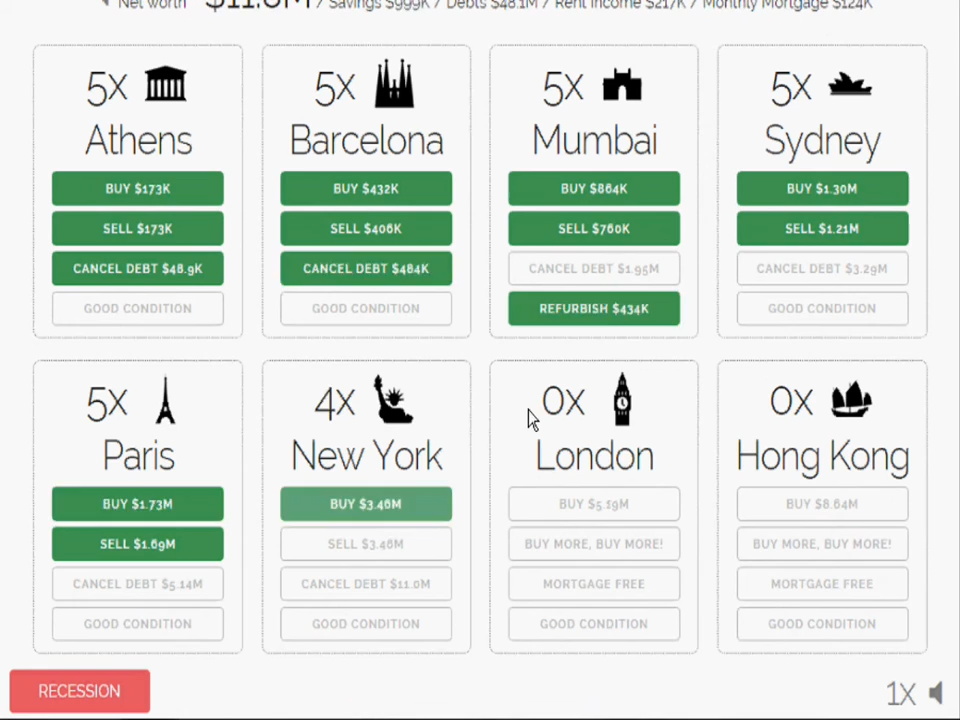 Net worth $11.6M / Savings $999K / Debts $48.1M / Rent Income $217K / Monthly Mortgage $124K
5x 5x 5x 5x
Athens Barcelona Mumbai Sydney
BUY $173K BUY $432K BUY $864K BUY $1.30M
SELL $173K SELL $406K SELL $760K SELL $1.21M
CANCEL DEBT $48.9K CANCEL DEBT $484K CANCEL DEBT $1.95M CANCEL DEBT $3.29M
GOOD CONDITION GOOD CONDITION REFURBISH $434K GOOD CONDITION
5x 4x 0x 0x
Paris New York London Hong Kong
BUY $1.73M BUY $3.46M BUY $5.19M BUY $8.64M
SELL $1.69M SELL $3.46M BUY MORE, BUY MORE! BUY MORE, BUY MORE!
CANCEL DEBT $5.14M CANCEL DEBT $11.0M MORTGAGE FREE MORTGAGE FREE
GOOD CONDITION GOOD CONDITION GOOD CONDITION GOOD CONDITION
RECESSION 1X